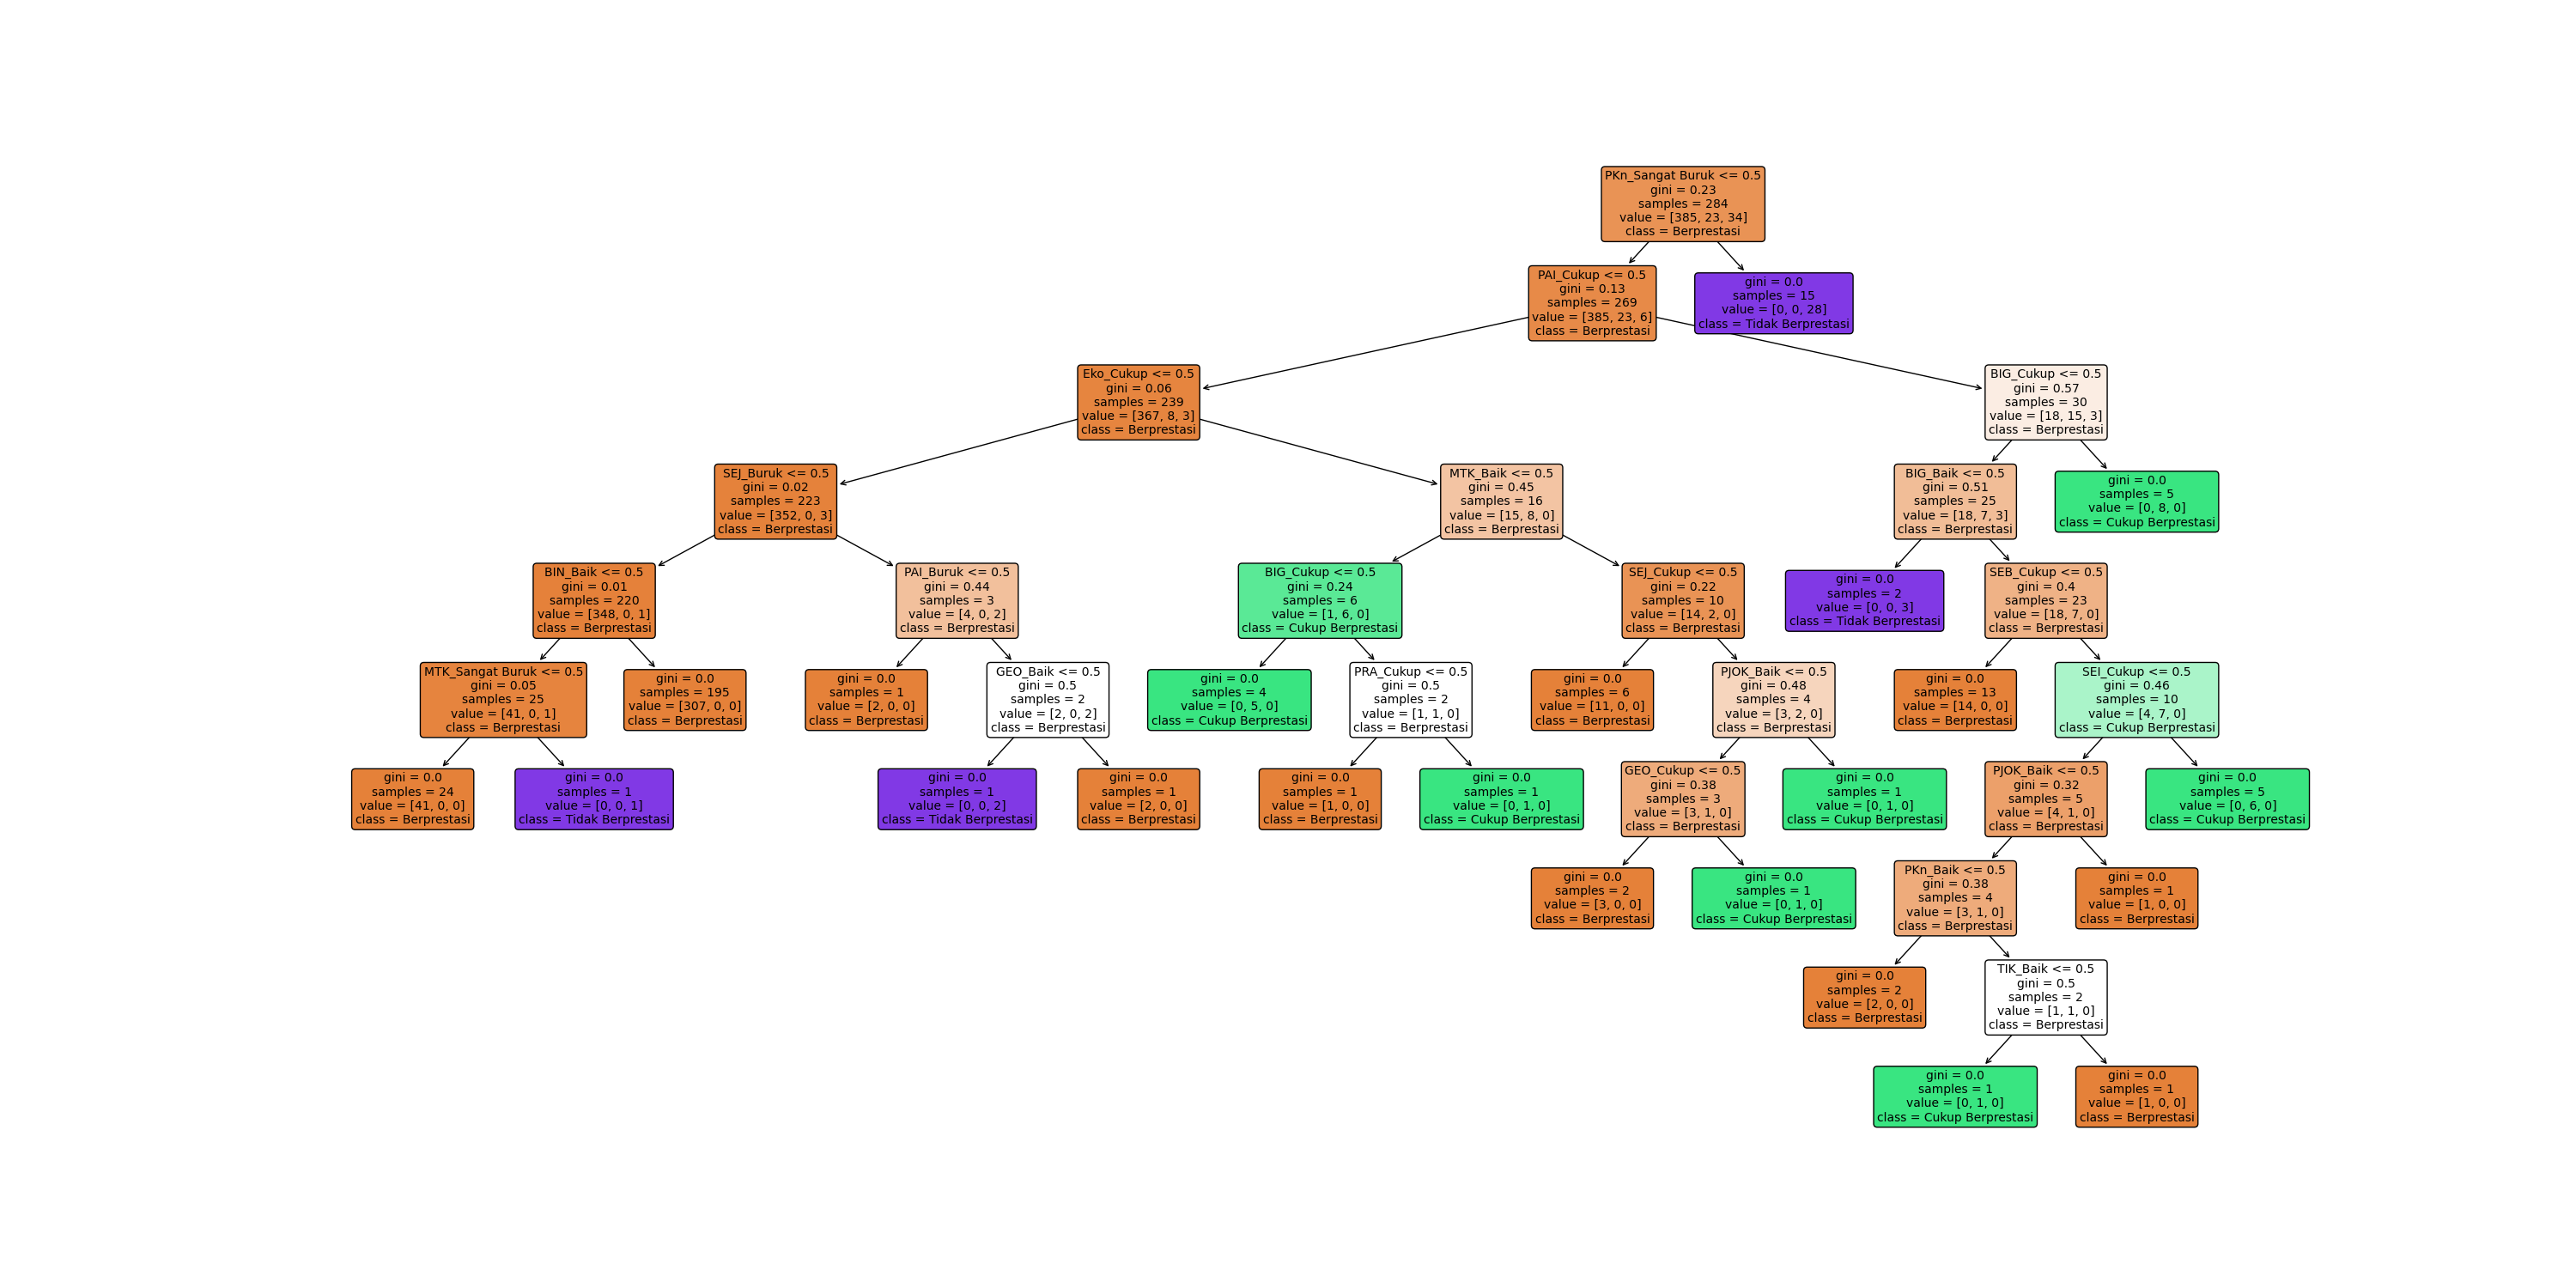 PKn_Sangat Buruk <= 0.5
gini = 0.23
samples = 284
value = [385, 23, 34]
class = Berprestasi
PAI_Cukup <= 0.5
gini = 0.13
samples = 269
value = [385, 23, 6]
class = Berprestasi
gini = 0.0
samples = 15
value = [0, 0, 28]
class = Tidak Berprestasi
Eko_Cukup <= 0.5
gini = 0.06
samples = 239
value = [367, 8, 3]
class = Berprestasi
BIG_Cukup <= 0.5
gini = 0.57
samples = 30
value = [18, 15, 3]
class = Berprestasi
SEJ_Buruk <= 0.5
gini = 0.02
samples = 223
value = [352, 0, 3]
class = Berprestasi
MTK_Baik <= 0.5
gini = 0.45
samples = 16
value = [15, 8, 0]
class = Berprestasi
BIG_Baik <= 0.5
gini = 0.51
samples = 25
value = [18, 7, 3]
class = Berprestasi
gini = 0.0
samples = 5
value = [0, 8, 0]
class = Cukup Berprestasi
BIN_Baik <= 0.5
gini = 0.01
samples = 220
value = [348, 0, 1]
class = Berprestasi
PAI_Buruk <= 0.5
gini = 0.44
samples = 3
value = [4, 0, 2]
class = Berprestasi
BIG_Cukup <= 0.5
gini = 0.24
samples = 6
value = [1, 6, 0]
class = Cukup Berprestasi
SEJ_Cukup <= 0.5
gini = 0.22
samples = 10
value = [14, 2, 0]
class = Berprestasi
gini = 0.0
samples = 2
value = [0, 0, 3]
class = Tidak Berprestasi
SEB_Cukup <= 0.5
gini = 0.4
samples = 23
value = [18, 7, 0]
class = Berprestasi
MTK_Sangat Buruk <= 0.5
gini = 0.05
samples = 25
value = [41, 0, 1]
class = Berprestasi
gini = 0.0
samples = 195
value = [307, 0, 0]
class = Berprestasi
gini = 0.0
samples = 1
value = [2, 0, 0]
class = Berprestasi
GEO_Baik <= 0.5
gini = 0.5
samples = 2
value = [2, 0, 2]
class = Berprestasi
gini = 0.0
samples = 4
value = [0, 5, 0]
class = Cukup Berprestasi
PRA_Cukup <= 0.5
gini = 0.5
samples = 2
value = [1, 1, 0]
class = Berprestasi
gini = 0.0
samples = 6
value = [11, 0, 0]
class = Berprestasi
PJOK_Baik <= 0.5
gini = 0.48
samples = 4
value = [3, 2, 0]
class = Berprestasi
gini = 0.0
samples = 13
value = [14, 0, 0]
class = Berprestasi
SEI_Cukup <= 0.5
gini = 0.46
samples = 10
value = [4, 7, 0]
class = Cukup Berprestasi
gini = 0.0
samples = 24
value = [41, 0, 0]
class = Berprestasi
gini = 0.0
samples = 1
value = [0, 0, 1]
class = Tidak Berprestasi
gini = 0.0
samples = 1
value = [0, 0, 2]
class = Tidak Berprestasi
gini = 0.0
samples = 1
value = [2, 0, 0]
class = Berprestasi
gini = 0.0
samples = 1
value = [1, 0, 0]
class = Berprestasi
gini = 0.0
samples = 1
value = [0, 1, 0]
class = Cukup Berprestasi
GEO_Cukup <= 0.5
gini = 0.38
samples = 3
value = [3, 1, 0]
class = Berprestasi
gini = 0.0
samples = 1
value = [0, 1, 0]
class = Cukup Berprestasi
PJOK_Baik <= 0.5
gini = 0.32
samples = 5
value = [4, 1, 0]
class = Berprestasi
gini = 0.0
samples = 5
value = [0, 6, 0]
class = Cukup Berprestasi
gini = 0.0
samples = 2
value = [3, 0, 0]
class = Berprestasi
gini = 0.0
samples = 1
value = [0, 1, 0]
class = Cukup Berprestasi
PKn_Baik <= 0.5
gini = 0.38
samples = 4
value = [3, 1, 0]
class = Berprestasi
gini = 0.0
samples = 1
value = [1, 0, 0]
class = Berprestasi
gini = 0.0
samples = 2
value = [2, 0, 0]
class = Berprestasi
TIK_Baik <= 0.5
gini = 0.5
samples = 2
value = [1, 1, 0]
class = Berprestasi
gini = 0.0
samples = 1
value = [0, 1, 0]
class = Cukup Berprestasi
gini = 0.0
samples = 1
value = [1, 0, 0]
class = Berprestasi